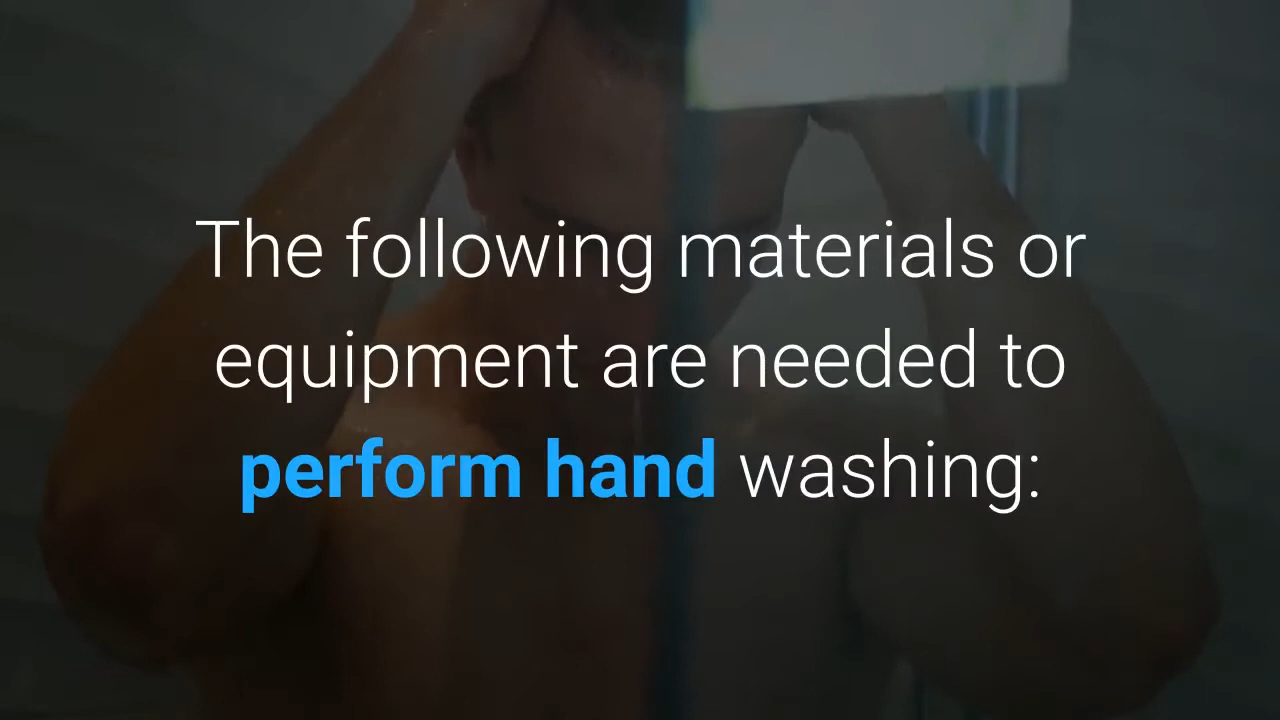 The following materials or
equipment are needed to
perform hand washing: